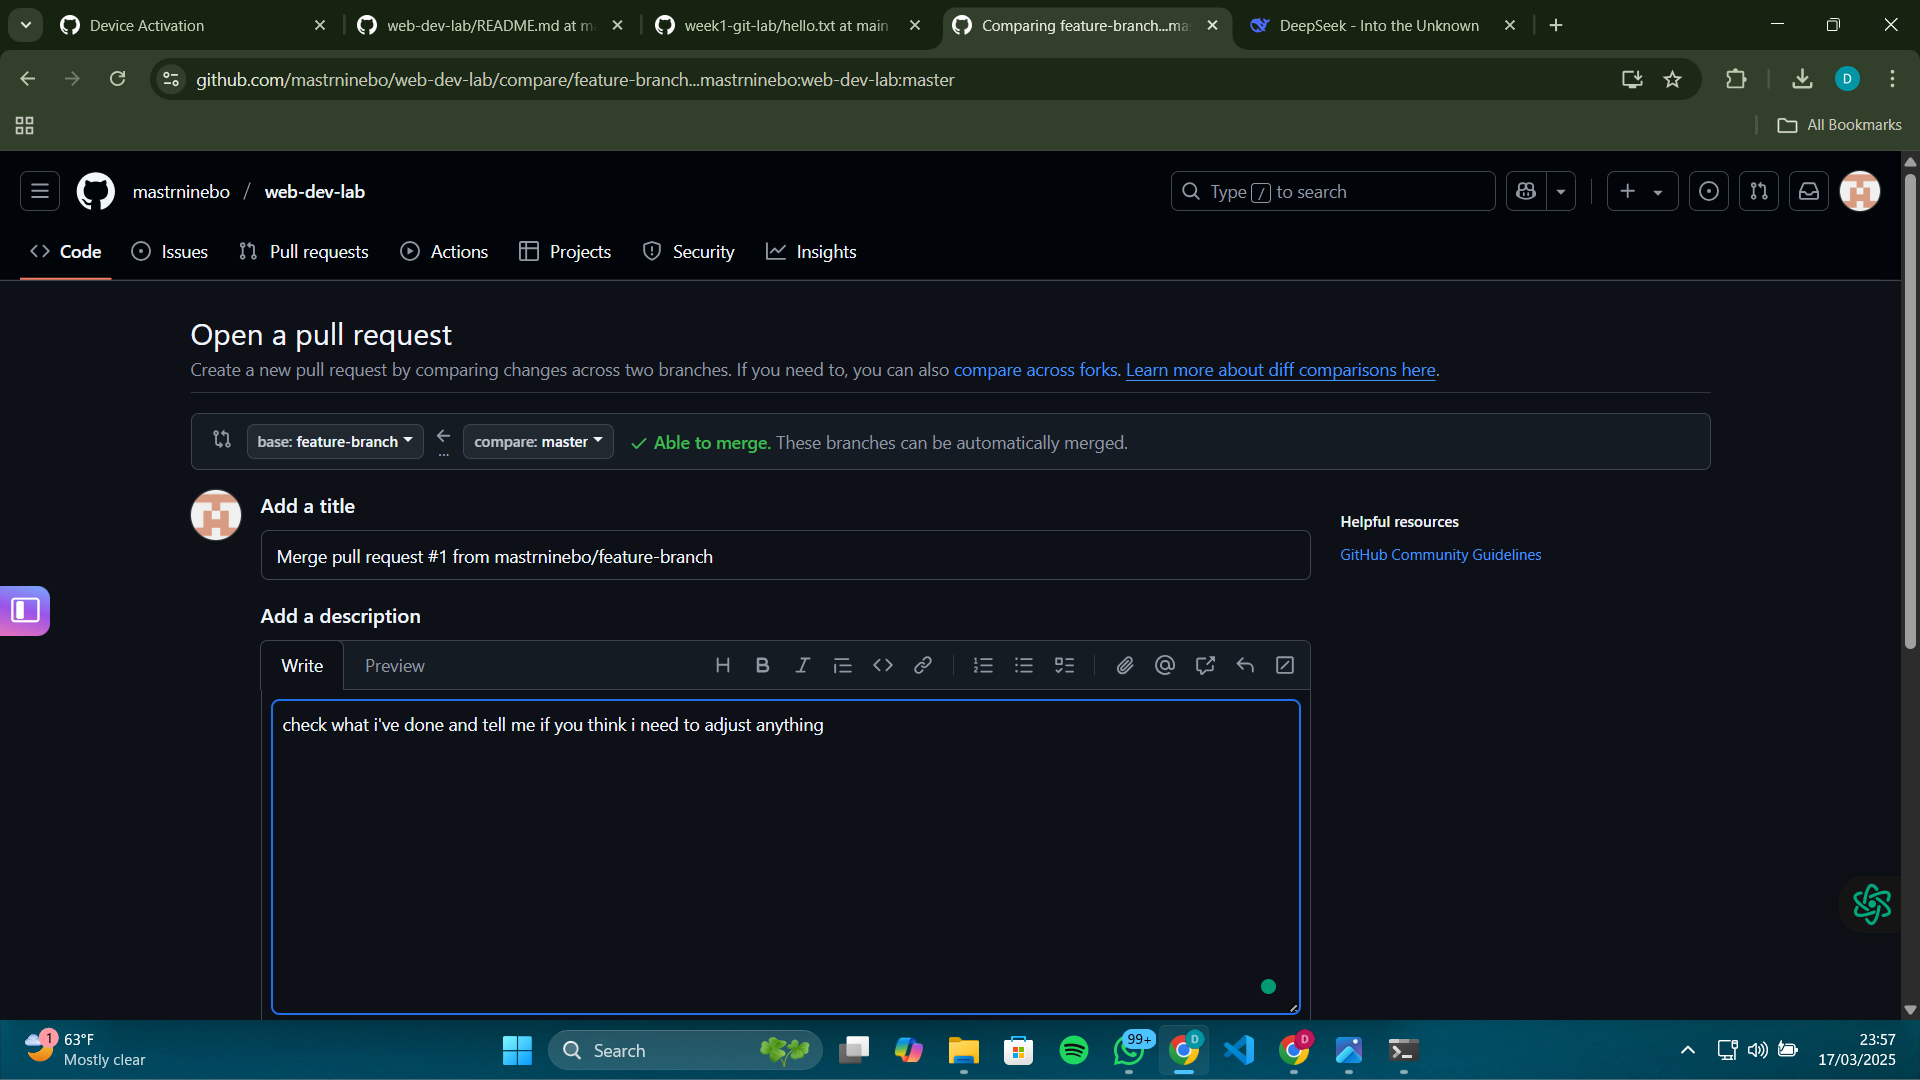 Device Activation
web-dev-lab/README.md at m
week1-git-lab/hello.txt at main
Comparing feature-branch...ma
DeepSeek - Into the Unknown
github.com/mastrninebo/web-dev-lab/compare/feature-branch...mastrninebo:web-dev-lab:master
D
All Bookmarks
mastrninebo / web-dev-lab
Type / to search
Code
Issues
Pull requests
Actions
Projects
Security
Insights
Open a pull request
Create a new pull request by comparing changes across two branches. If you need to, you can also compare across forks. Learn more about diff comparisons here.
base: feature-branch
...
compare: master
Able to merge. These branches can be automatically merged.
Add a title
Merge pull request #1 from mastrninebo/feature-branch
Helpful resources
GitHub Community Guidelines
Add a description
Write
Preview
check what i've done and tell me if you think i need to adjust anything
1
63°F
Mostly clear
Search
99+
D
D
23:57
17/03/2025